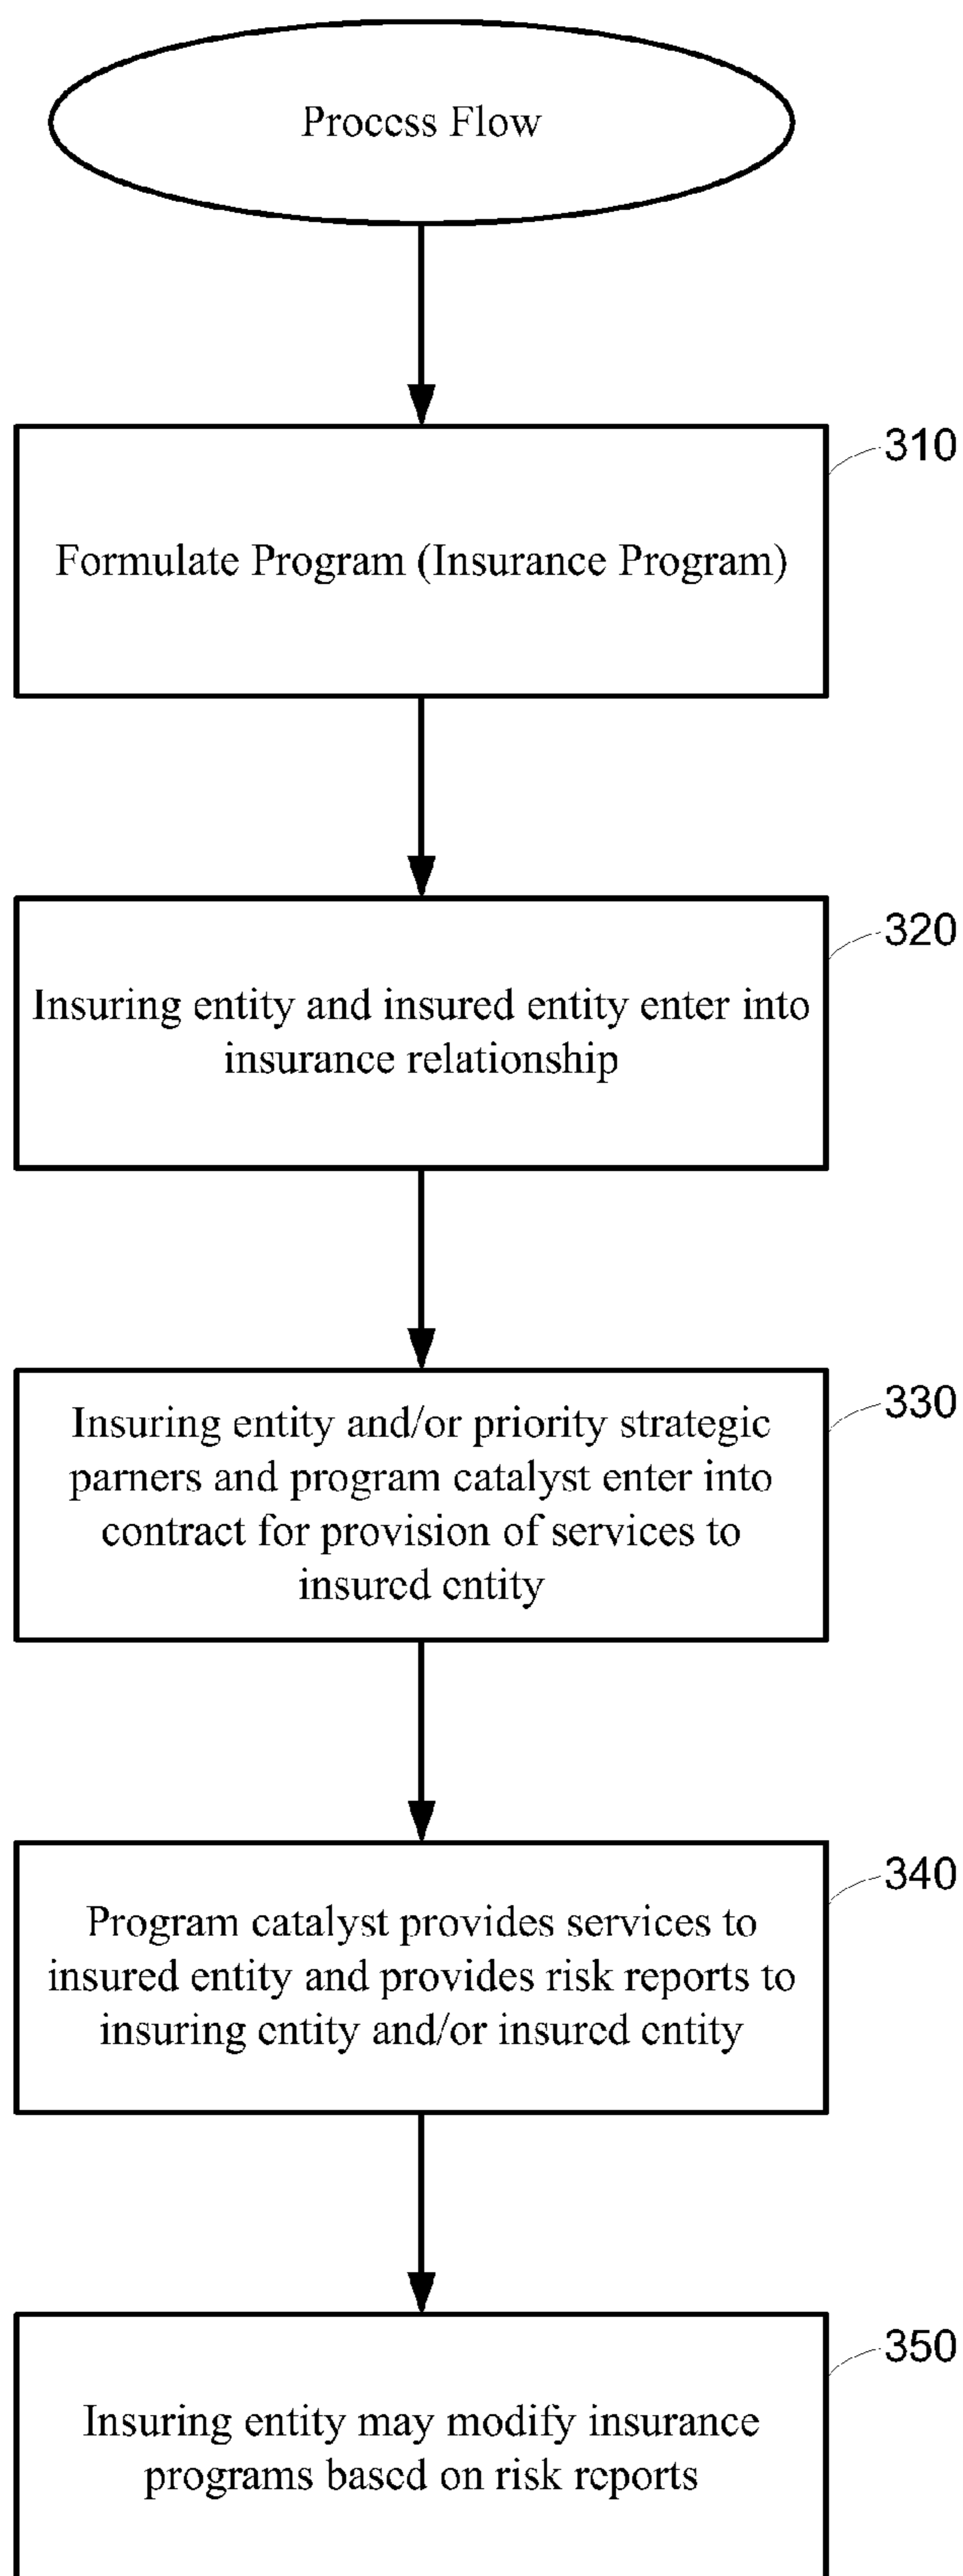 Process Flow
310
Formulate Program (Insurance Program)
320
Insuring entity and insured entity enter into
insurance relationship
330
Insuring entity and/or priority strategic
parners and program catalyst enter into
contract for provision of services to
insured entity
340
Program catalyst provides services to
insured entity and provides risk reports to
insuring entity and/or insured entity
350
Insuring entity may modify insurance
programs based on risk reports